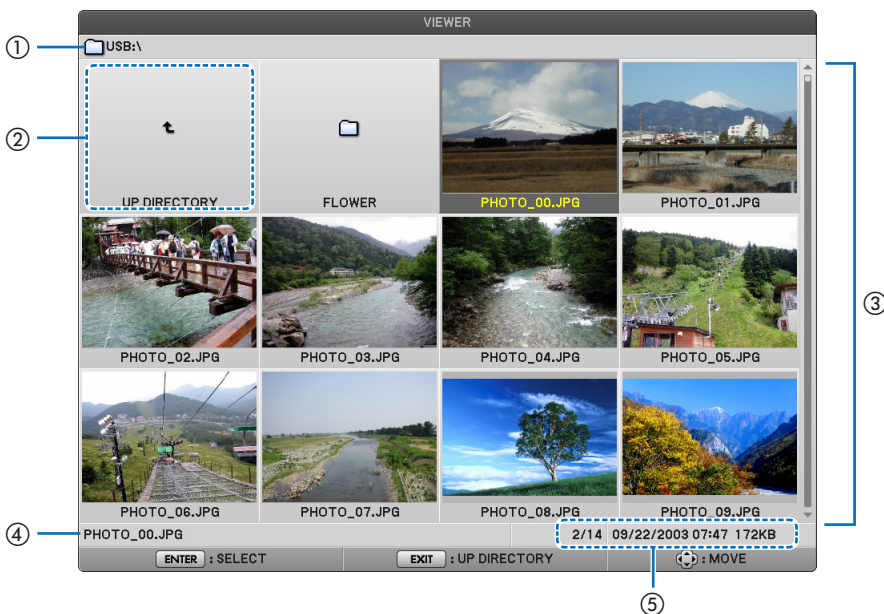 VIEWER
① USB:\
②
UP DIRECTORY FLOWER PHOTO_00.JPG PHOTO_01.JPG
③
PHOTO_02.JPG PHOTO_03.JPG PHOTO_04.JPG PHOTO_05.JPG
PHOTO_06.JPG PHOTO_07.JPG PHOTO_08.JPG PHOTO_09.JPG
④ PHOTO_00.JPG 2/14 09/22/2003 07:47 172KB
ENTER : SELECT EXIT : UP DIRECTORY : MOVE
⑤